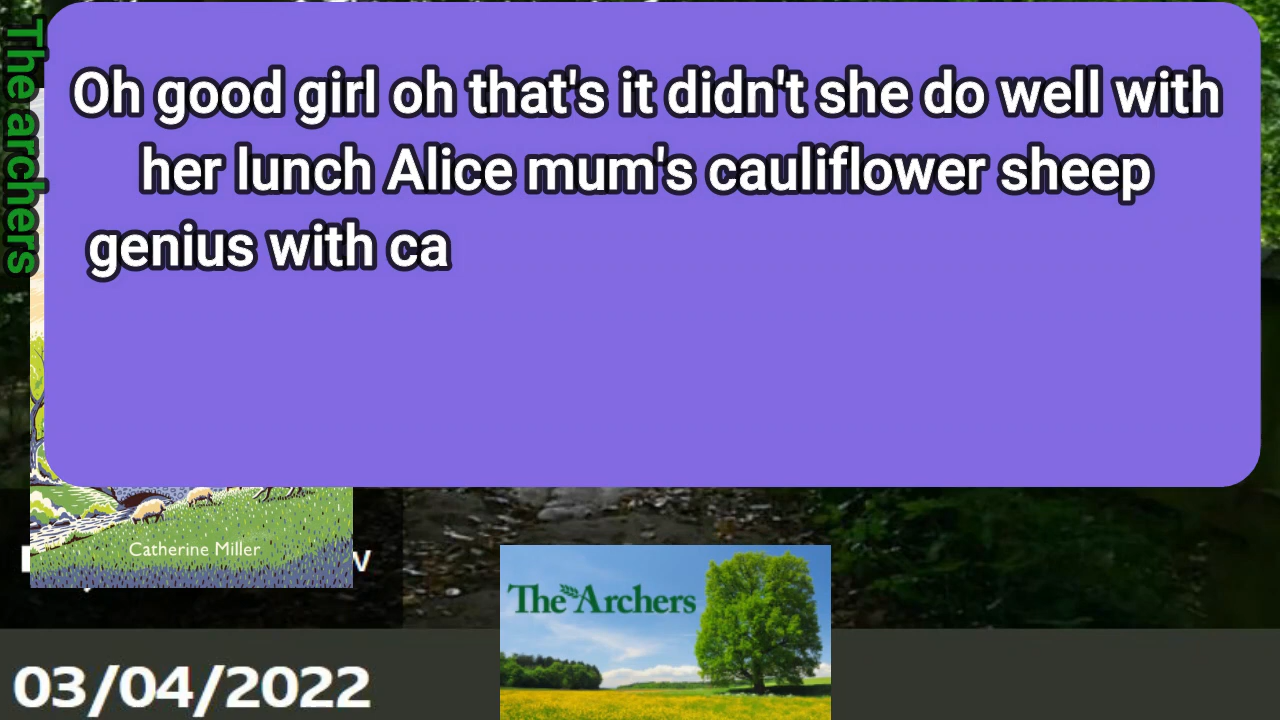 The archers
Oh good girl oh that's it didn't she do well with
her lunch Alice mum's cauliflower sheep
genius with ca
Catherine Miller
The Archers
03/04/2022